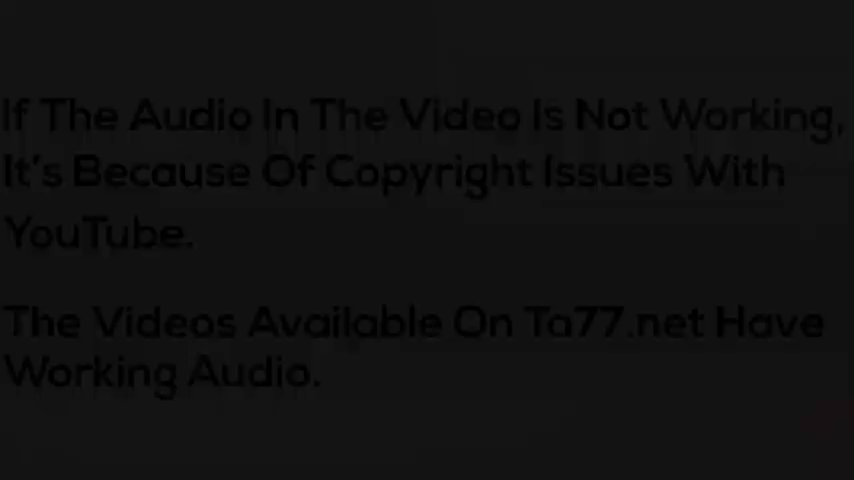 If The Audio In The Video Is Not Working,
It's Because Of Copyright Issues With
YouTube.
The Videos Available On Ta77.net Have
Working Audio.